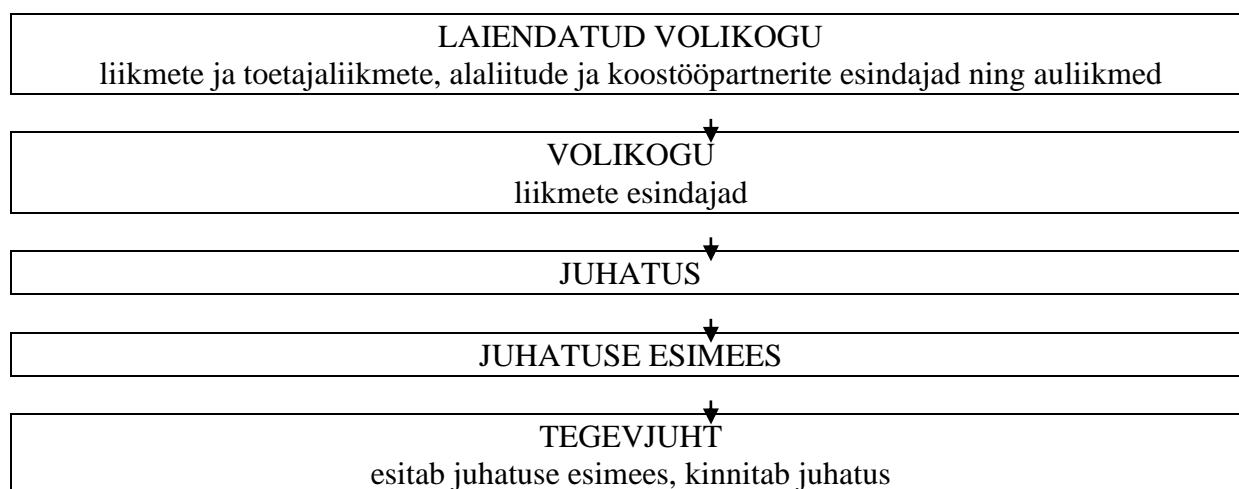 LAIENDATUD VOLIKOGU
liikmete ja toetajaliikmete, alaliitude ja koostööpartnerite esindajad ning auliikmed
VOLIKOGU
liikmete esindajad
JUHATUS
JUHATUSE ESIMEES
TEGEVJUHT
esitab juhatuse esimees, kinnitab juhatus